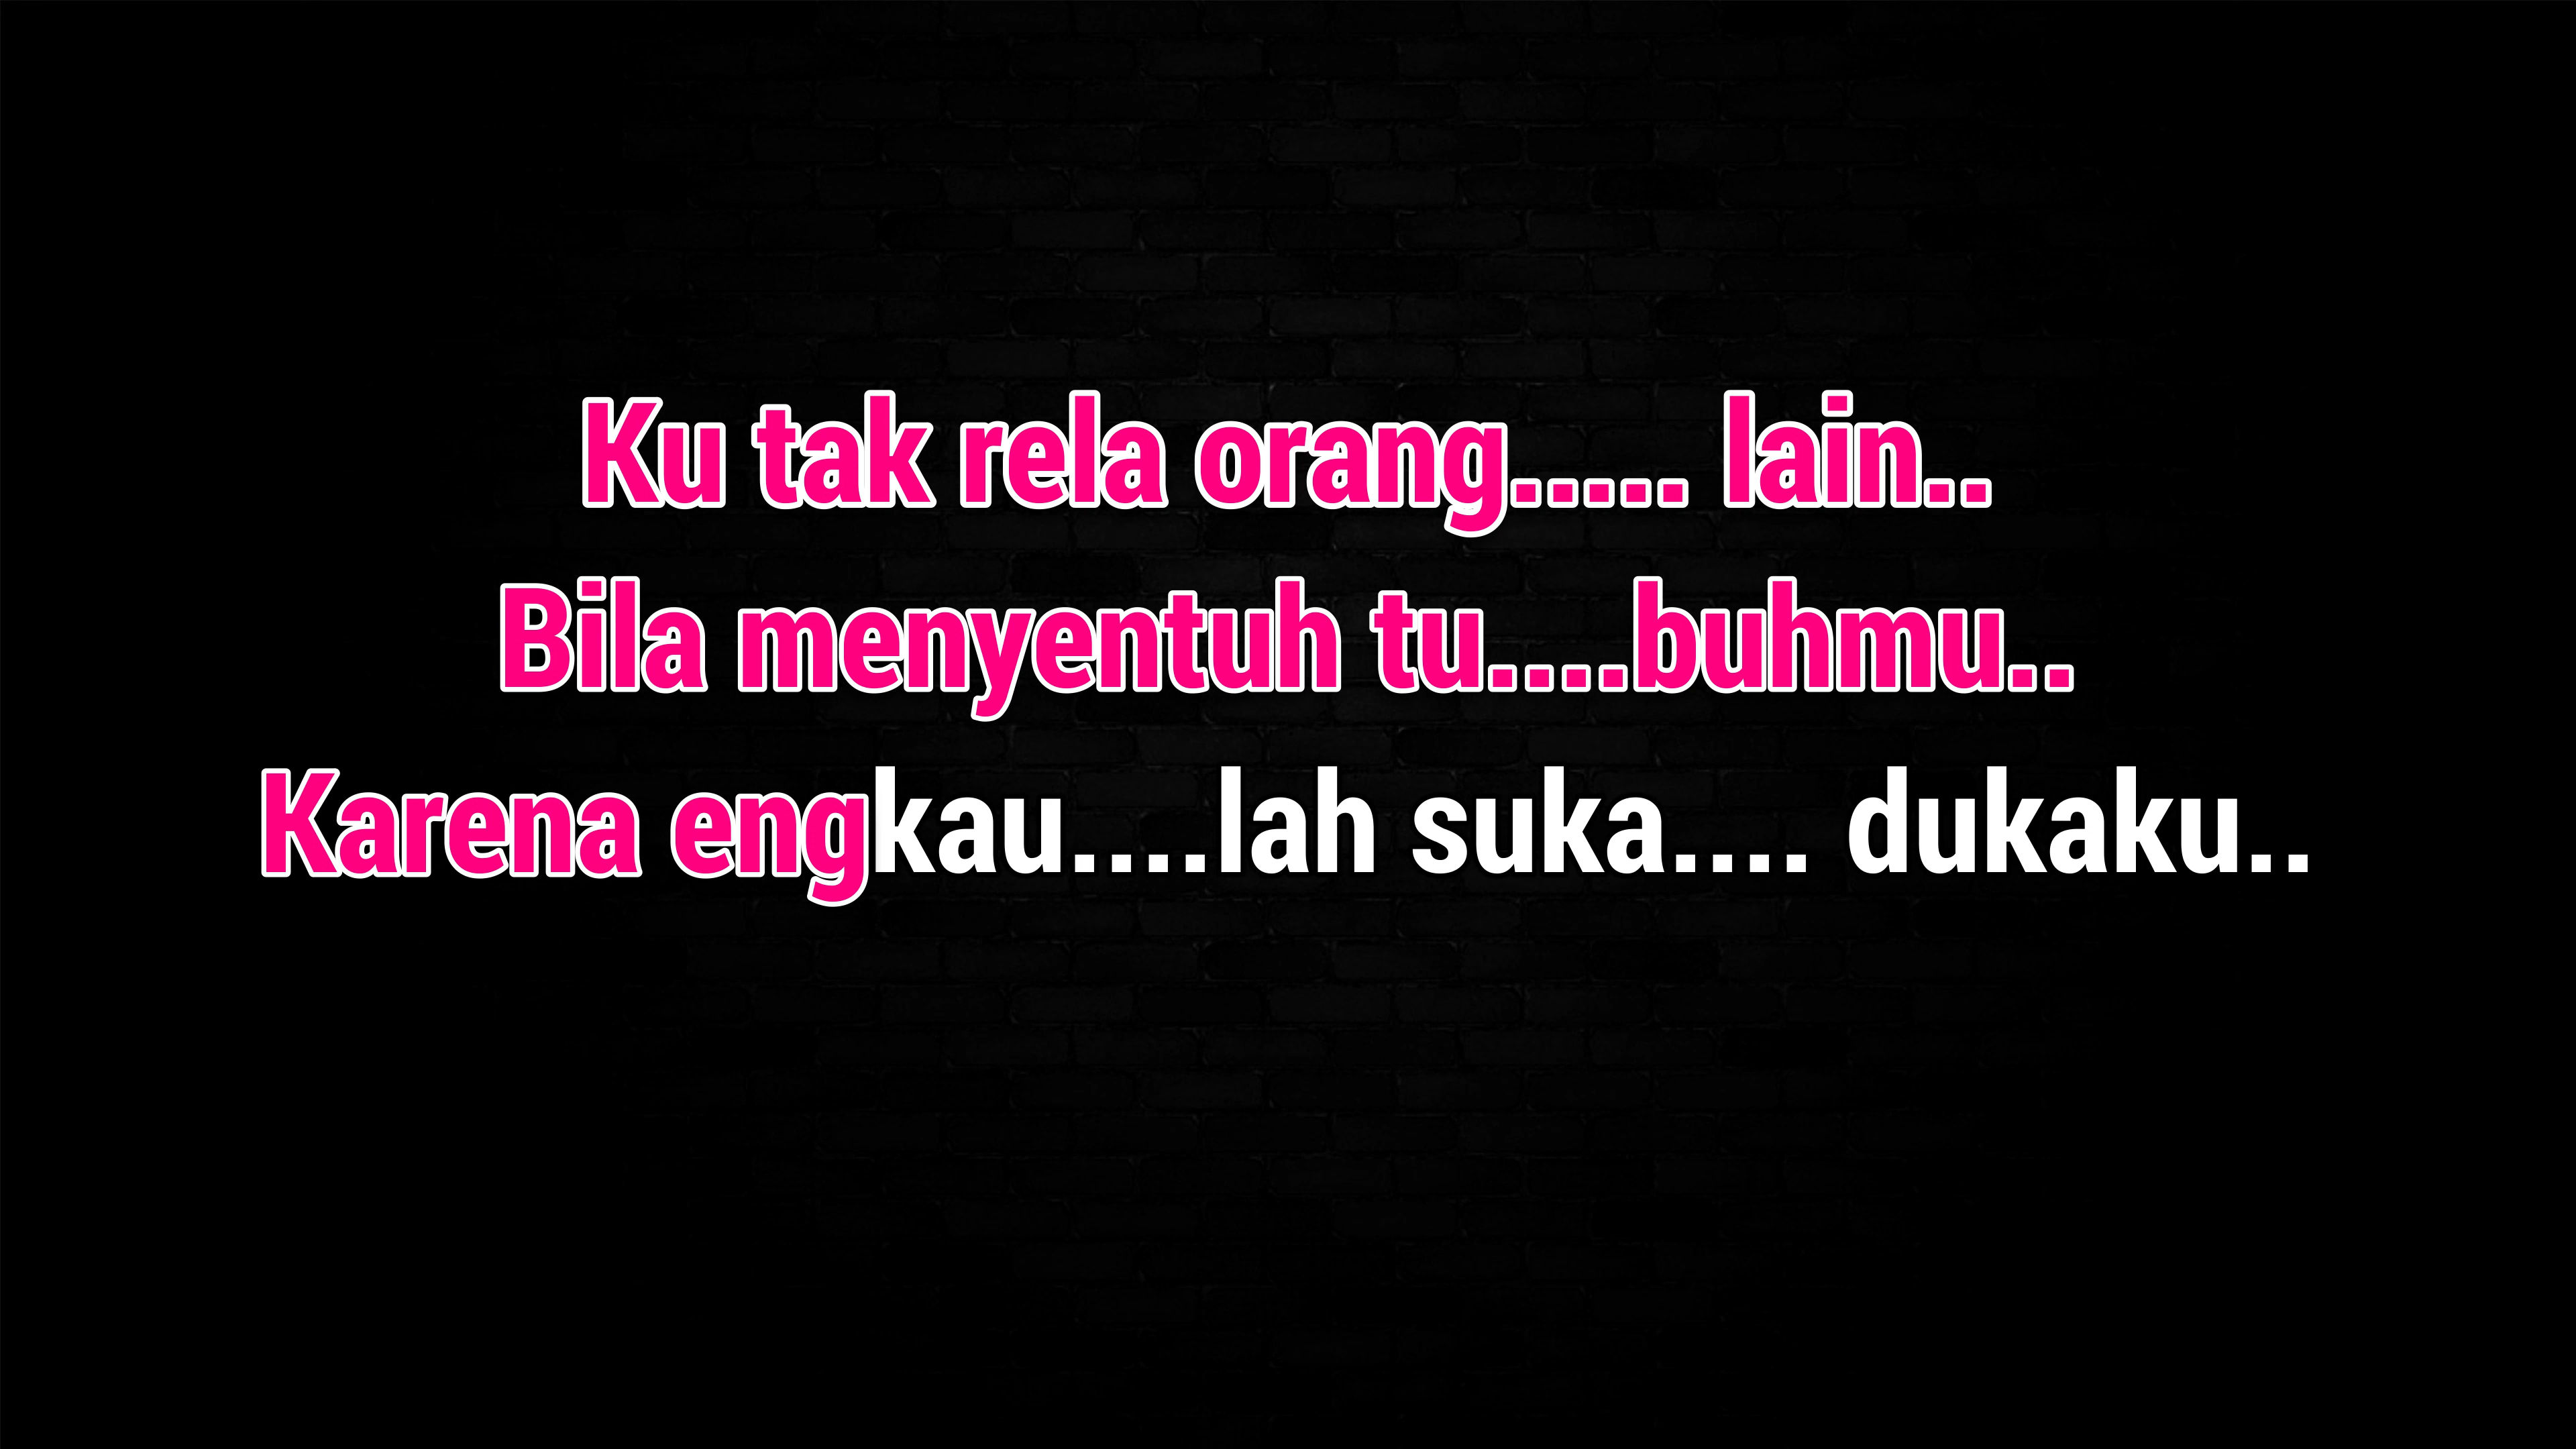 Ku tak rela orang..... lain..
Bila menyentuh tu....buhmu..
Karena engkau....lah suka.... dukaku..